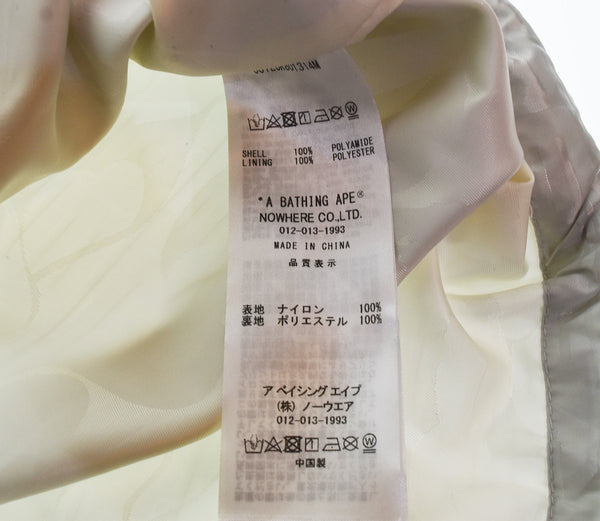 SHELL 100% POLYAMIDE
LINING 100% POLYESTER
"A BATHING APE®
NOWHERE CO.,LTD.
012-013-1993
MADE IN CHINA
品質表示
表地 ナイロン 100%
裏地 ポリエステル 100%
ア ベイシング エイプ
(株) ノーウエア
012-013-1993
中国製